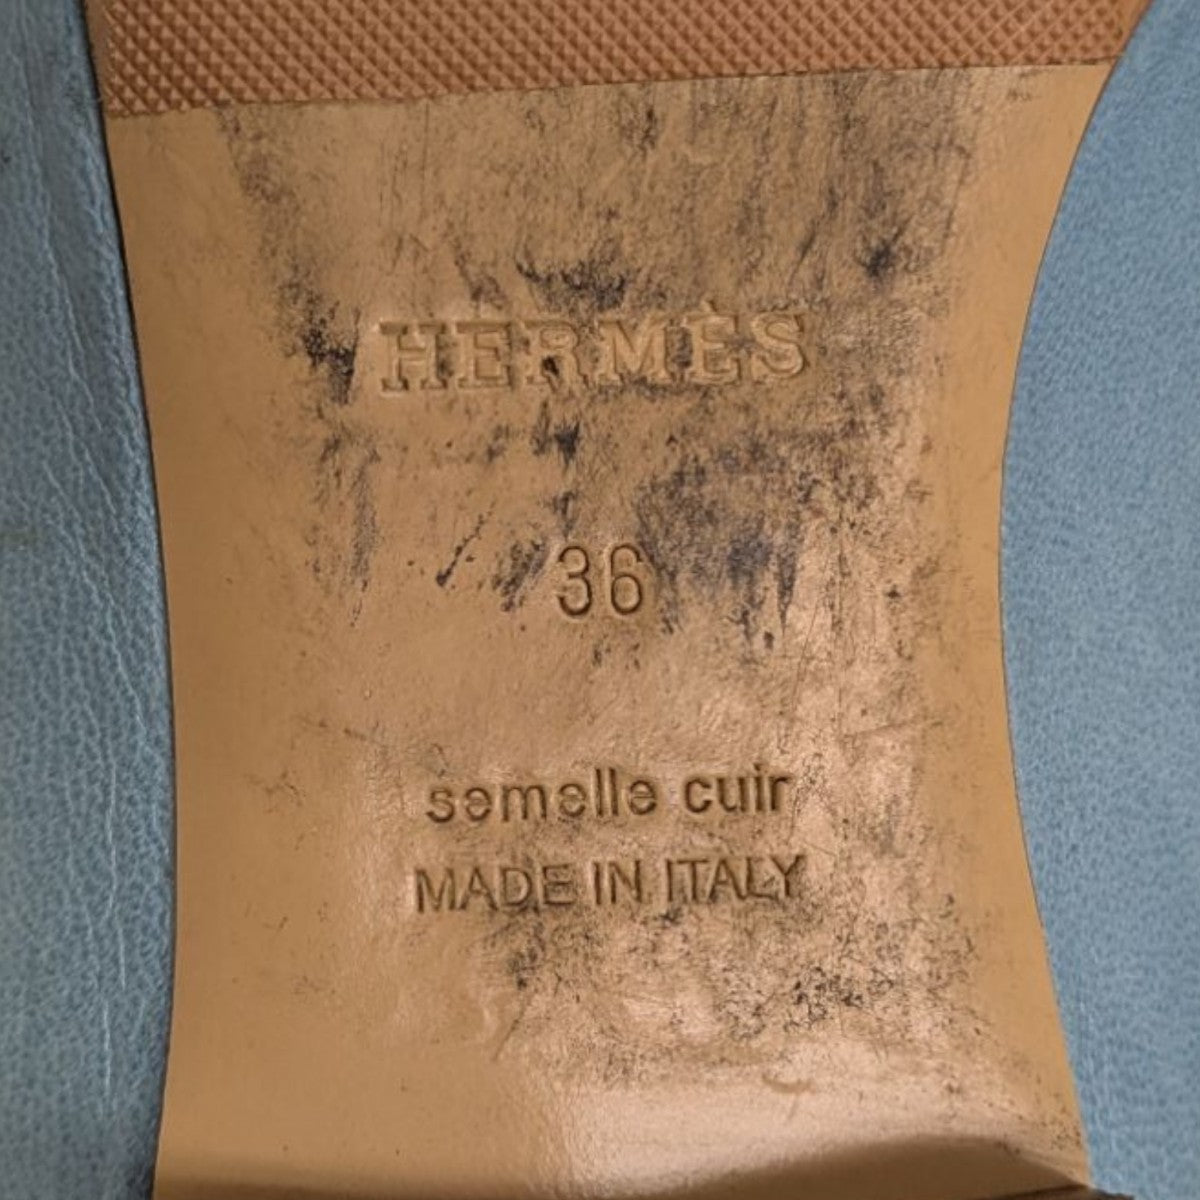 HERMÈS
36
semelle cuir
MADE IN ITALY